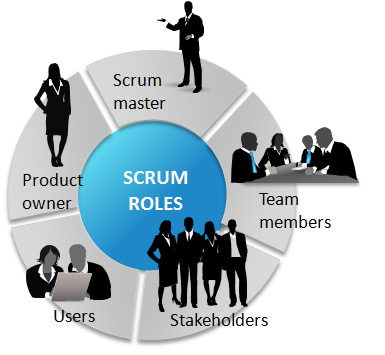 Scrum
master
Product
owner
SCRUM
ROLES
Team
members
Users
Stakeholders